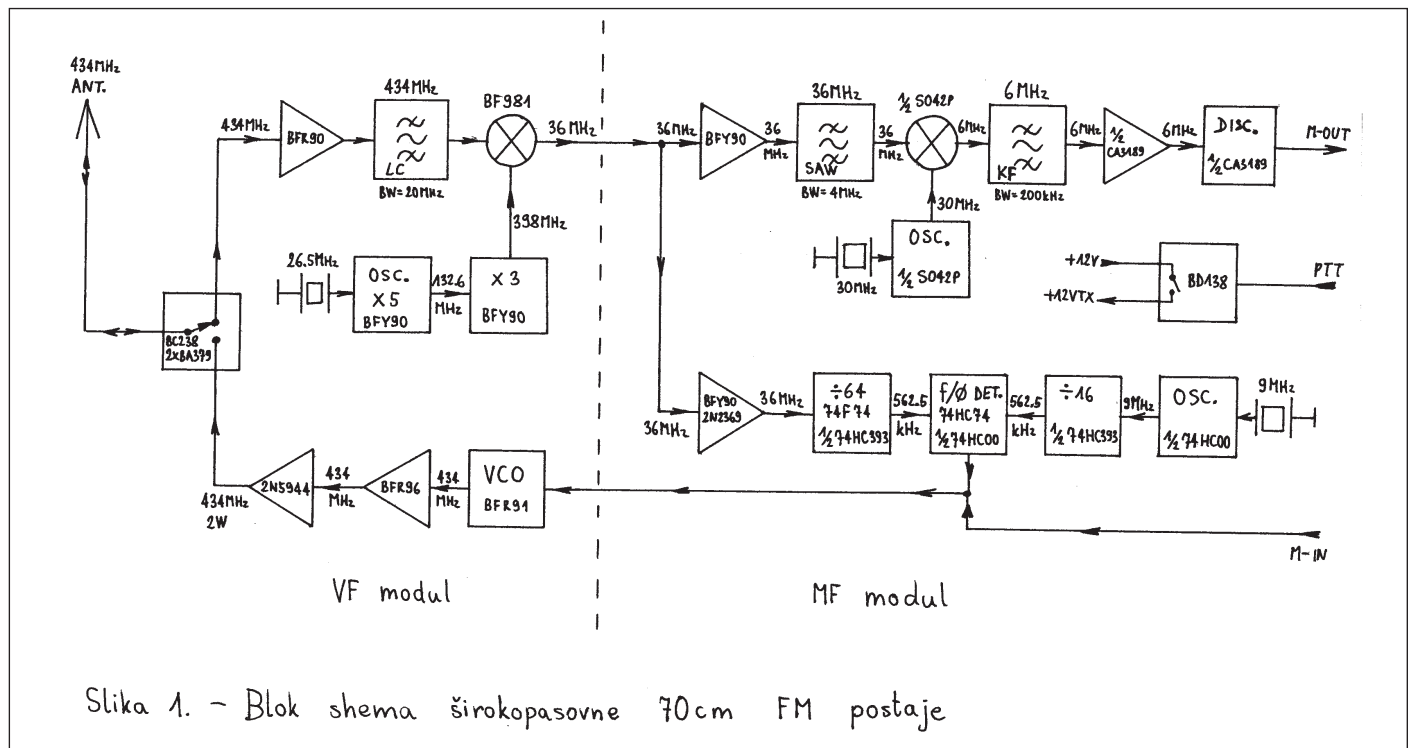 434MHz
ANT.
434MHz
BFR90
434MHz
LC
BW=20MHz
BF981
36MHz
398MHz
26.5MHz
OSC.
X5
BFY90
132.6
MHz
X3
BFY90
BC238
2xBA379
434MHz
2W
2N5944
434
MHz
BFR96
434
MHz
VCO
BFR91
VF modul
36MHz
BFY90
36
MHz
36MHz
SAW
BW=4MHz
36
MHz
1/2 SO42P
6MHz
30MHz
OSC.
1/2 SO42P
30MHz
6MHz
KF
BW=200kHz
6MHz
1/2
CA3189
6MHz
DISC.
1/2 CA3189
M-OUT
+12V
+12VTX
BD138
PTT
36MHz
BFY90
2N2369
36MHz
÷64
74F74
1/2 74HC393
562.5
kHz
f/Ø DET.
74HC74
1/2 74HC00
562.5
kHz
÷16
1/2 74HC393
9MHz
OSC.
1/2 74HC00
9MHz
M-IN
MF modul
Slika 1. - Blok shema širokopasovne 70cm FM postaje